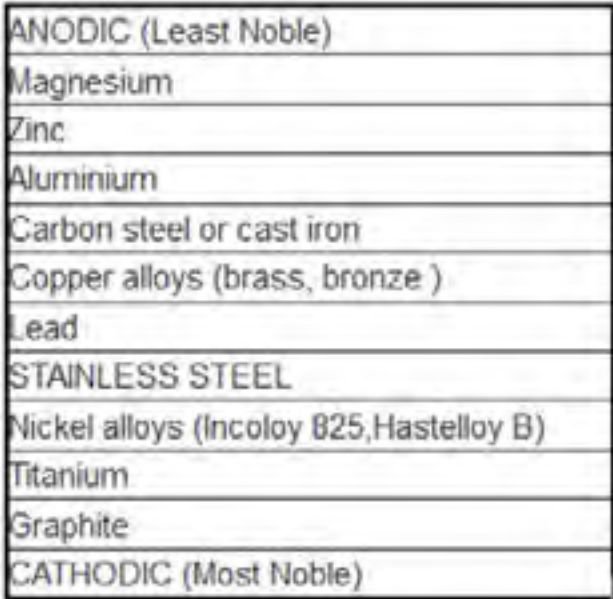 ANODIC (Least Noble)
Magnesium
Zinc
Aluminium
Carbon steel or cast iron
Copper alloys (brass, bronze )
Lead
STAINLESS STEEL
Nickel alloys (Incoloy 825,Hastelloy B)
Titanium
Graphite
CATHODIC (Most Noble)